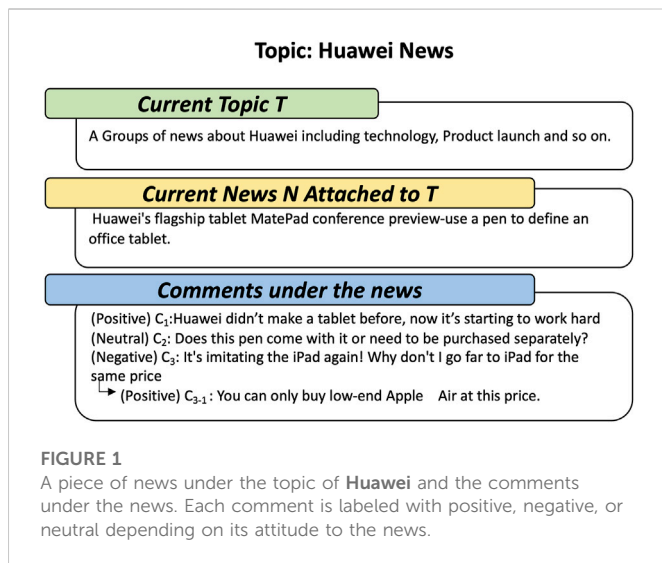 Topic: Huawei News
Current Topic T
A Groups of news about Huawei including technology, Product launch and so on.
Current News N Attached to T
Huawei's flagship tablet MatePad conference preview-use a pen to define an
office tablet.
Comments under the news
(Positive) C1:Huawei didn't make a tablet before, now it's starting to work hard
(Neutral) C2: Does this pen come with it or need to be purchased separately?
(Negative) C3: It's imitating the iPad again! Why don't I go far to iPad for the
same price
(Positive) C3-1 : You can only buy low-end Apple Air at this price.
FIGURE 1
A piece of news under the topic of Huawei and the comments
under the news. Each comment is labeled with positive, negative, or
neutral depending on its attitude to the news.